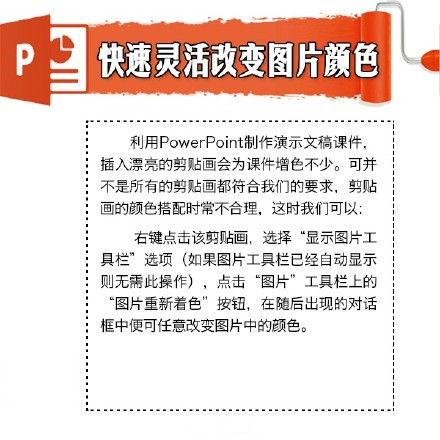 P
快速灵活改变图片颜色
利用PowerPoint制作演示文稿课件，
插入漂亮的剪贴画会为课件增色不少。可并
不是所有的剪贴画都符合我们的要求，剪贴
画的颜色搭配时常不合理，这时我们可以：
右键点击该剪贴画，选择“显示图片工
具栏”选项（如果图片工具栏已经自动显示
则无需此操作），点击“图片”工具栏上的
“图片重新着色”按钮，在随后出现的对话
框中便可任意改变图片中的颜色。